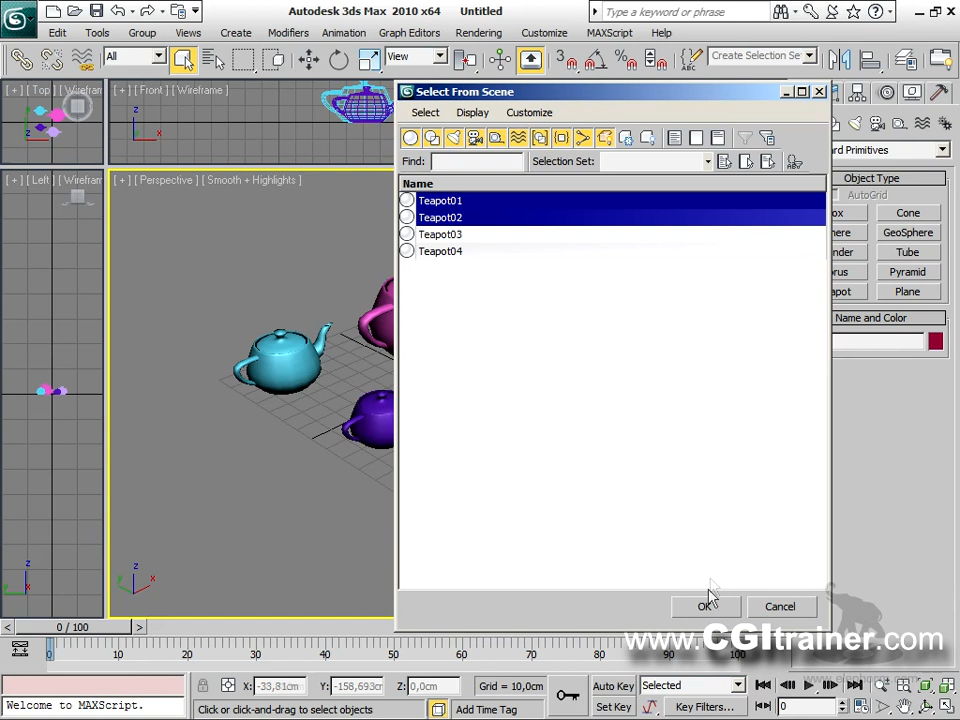 Autodesk 3ds Max 2010 x64 Untitled
Type a keyword or phrase
Edit Tools Group Views Create Modifiers Animation Graph Editors Rendering Customize MAXScript Help
All View Create Selection Se
[ + ] [ Top ] [ Wirefram
[ + ] [ Front ] [ Wireframe ]
[ + ] [ Left ] [ Wirefram
[ + ] [ Perspective ] [ Smooth + Highlights ]
Select From Scene
Select Display Customize
Find: Selection Set:
Name
Teapot01
Teapot02
Teapot03
Teapot04
OK Cancel
rd Primitives
Object Type
AutoGrid
ox Cone
here GeoSphere
nder Tube
orus Pyramid
apot Plane
Name and Color
0 / 100
0 10 20 30 40 50 60 70 80 90 100
www.CGItrainer.com
X: -33,81cm Y: -158,693c Z: 0,0cm Grid = 10,0cm Auto Key Selected
Welcome to MAXScript. Click or click-and-drag to select objects Add Time Tag Set Key Key Filters... 0